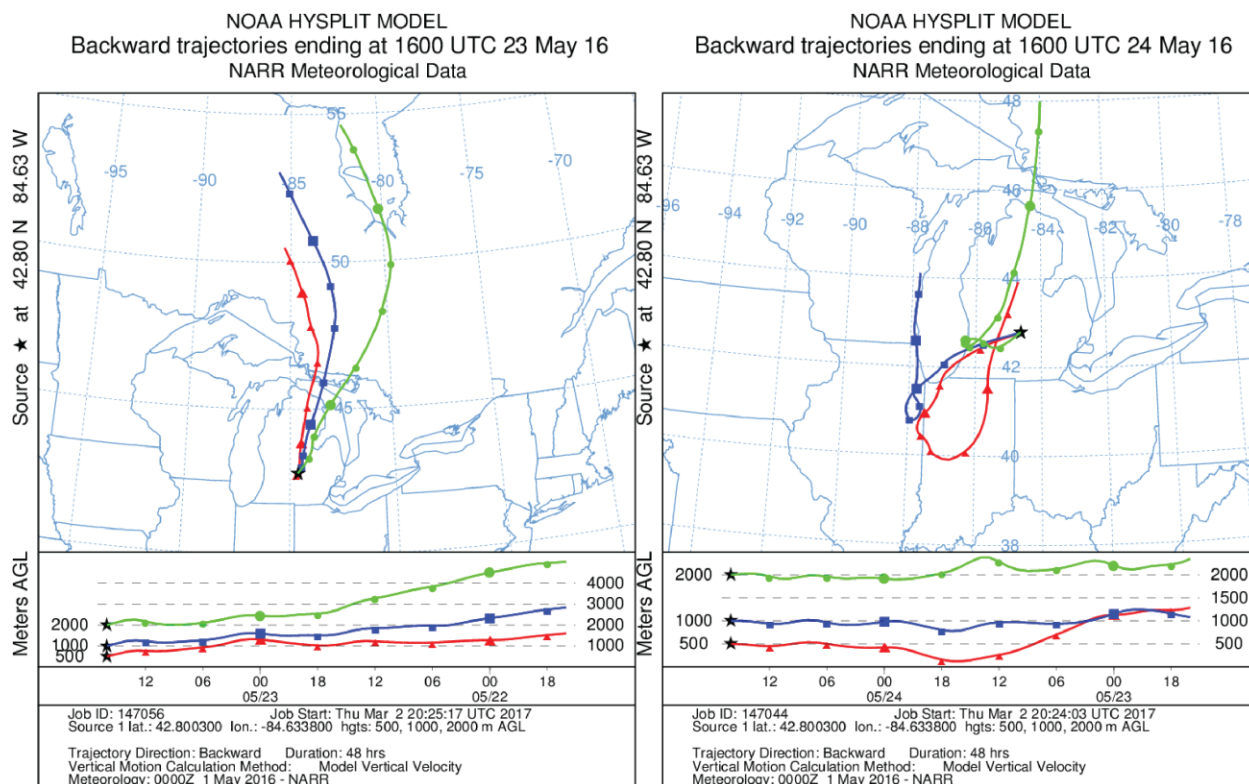 NOAA HYSPLIT MODEL
Backward trajectories ending at 1600 UTC 23 May 16
NARR Meteorological Data
Source ★ at 42.80 N 84.63 W
55
-95
-90
-85
-80
-70
50
45
Meters AGL
2000
1000
500
4000
3000
2000
1000
12 06 00 18 12 06 00 18
05/23 05/22
Job ID: 147056 Job Start: Thu Mar 2 20:25:17 UTC 2017
Source 1 lat.: 42.800300 lon.: -84.633800 hgts: 500, 1000, 2000 m AGL
Trajectory Direction: Backward Duration: 48 hrs
Vertical Motion Calculation Method: Model Vertical Velocity
Meteorology: 0000Z 1 May 2016 - NARR
NOAA HYSPLIT MODEL
Backward trajectories ending at 1600 UTC 24 May 16
NARR Meteorological Data
Source ★ at 42.80 N 84.63 W
48
46
-96 -94 -92 -90 -88 -86 -84 -82 -80 -78
44
42
40
38
Meters AGL
2000
1000
500
2000
1500
1000
500
12 06 00 18 12 06 00 18
05/24 05/23
Job ID: 147044 Job Start: Thu Mar 2 20:24:03 UTC 2017
Source 1 lat.: 42.800300 lon.: -84.633800 hgts: 500, 1000, 2000 m AGL
Trajectory Direction: Backward Duration: 48 hrs
Vertical Motion Calculation Method: Model Vertical Velocity
Meteorology: 0000Z 1 May 2016 - NARR